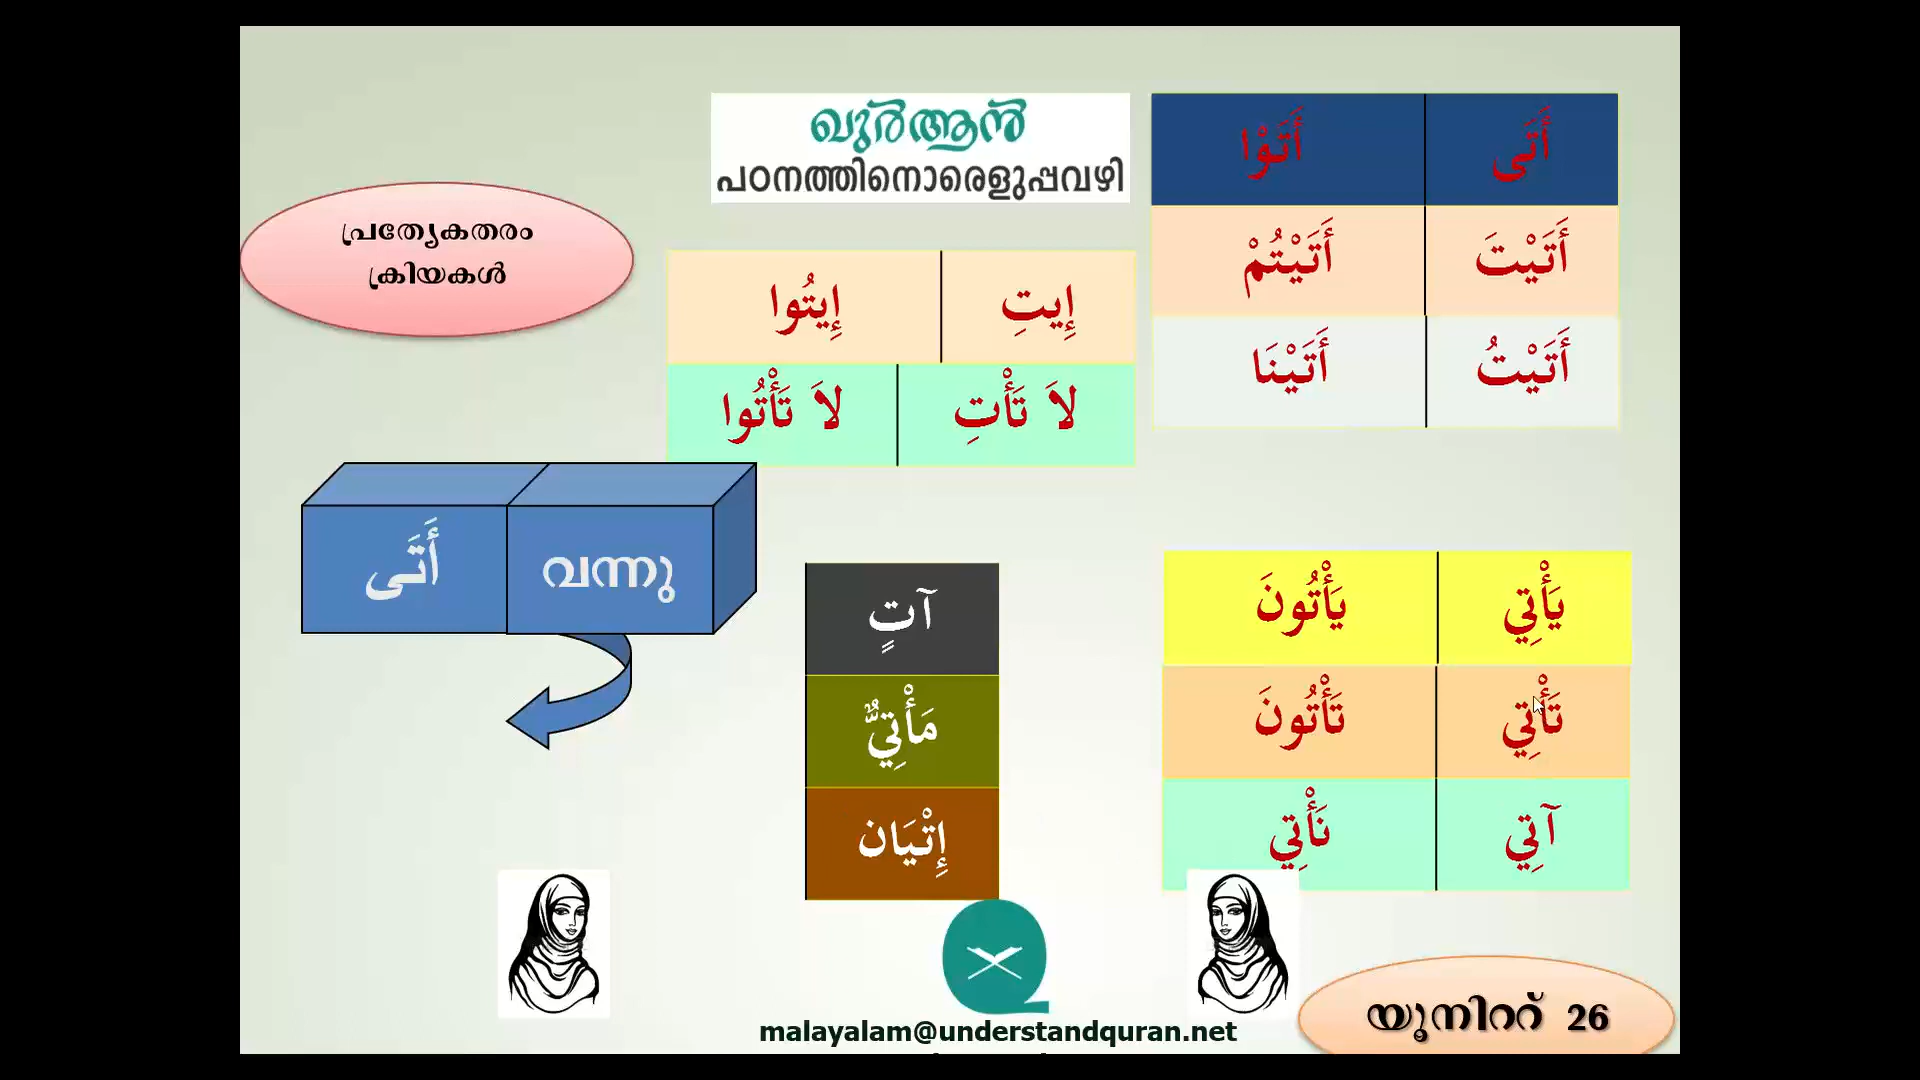 ഖുർആൻ
പഠനത്തിനൊരെളുപ്പവഴി
أَتَى أَتَوْا
أَتَيْتَ أَتَيْتُمْ
أَتَيْتُ أَتَيْنَا
പ്രത്യേകതരം
ക്രിയകൾ
إِيتِ إِيتُوا
لاَ تَأْتِ لاَ تَأْتُوا
أَتَى വന്നു
آتٍ
مَأْتِيٌّ
إِتْيَان
يَأْتِي يَأْتُونَ
تَأْتِي تَأْتُونَ
آتِي نَأْتِي
malayalam@understandquran.net
യൂനിററ് 26